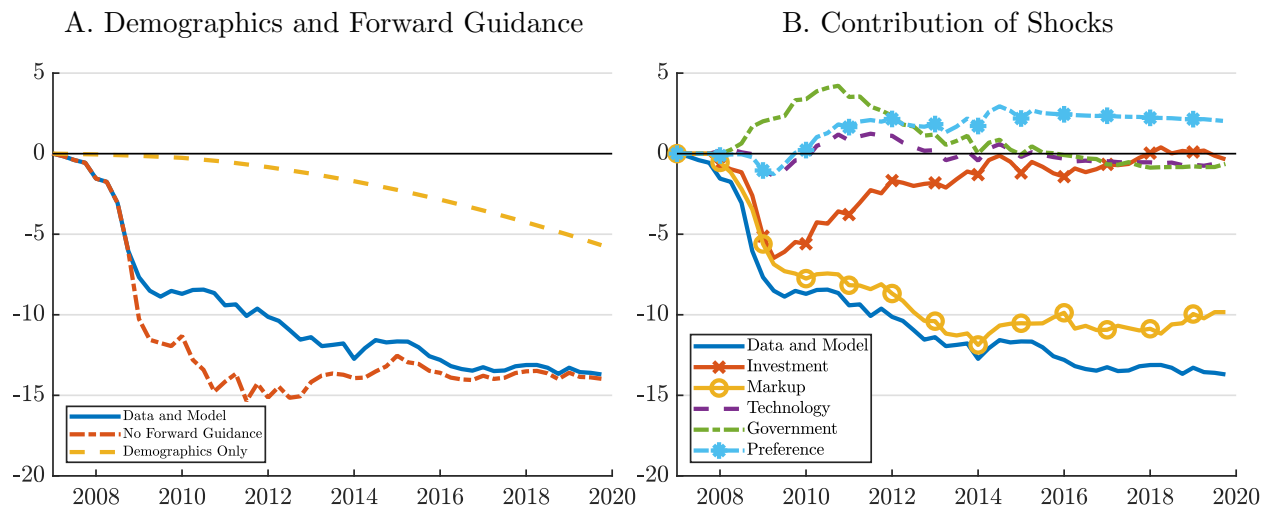 A. Demographics and Forward Guidance
5
0
-5
-10
-15
-20
Data and Model
No Forward Guidance
Demographics Only
2008 2010 2012 2014 2016 2018 2020
B. Contribution of Shocks
5
0
-5
-10
-15
-20
Data and Model
Investment
Markup
Technology
Government
Preference
2008 2010 2012 2014 2016 2018 2020